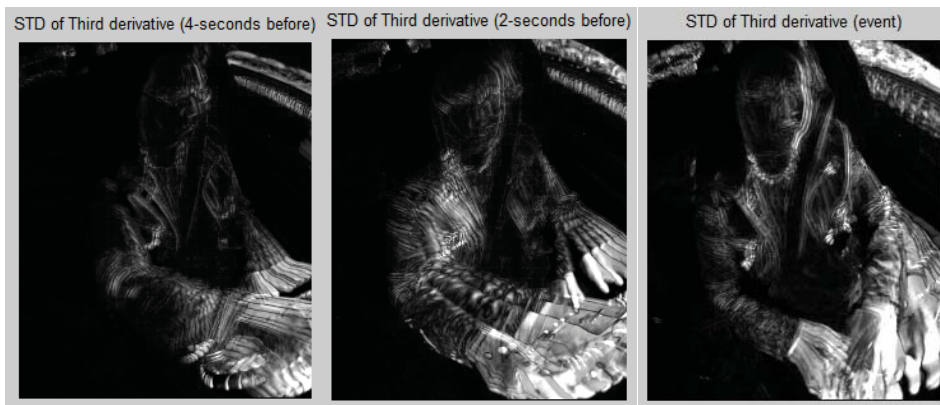 STD of Third derivative (4-seconds before)
STD of Third derivative (2-seconds before)
STD of Third derivative (event)